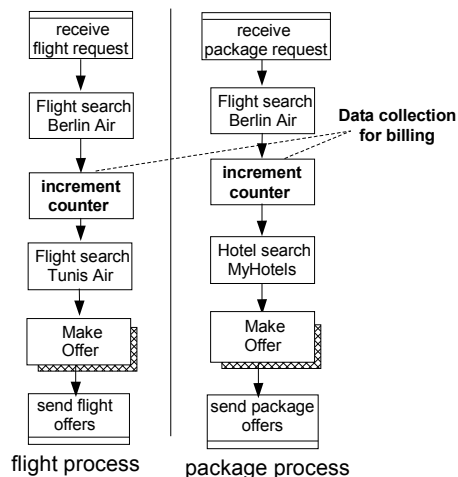 receive
flight request
Flight search
Berlin Air
increment
counter
Flight search
Tunis Air
Make
Offer
send flight
offers
flight process
receive
package request
Flight search
Berlin Air
increment
counter
Hotel search
MyHotels
Make
Offer
send package
offers
package process
Data collection
for billing